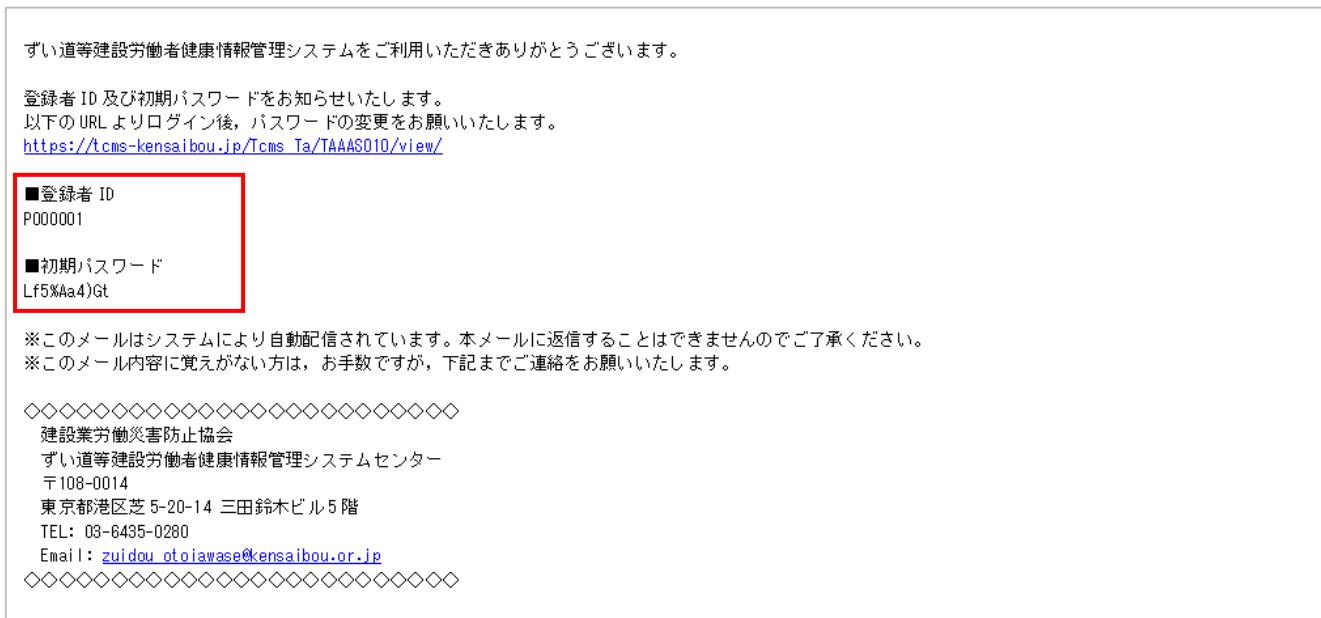 ずい道等建設労働者健康情報管理システムをご利用いただきありがとうございます。
登録者 ID 及び初期パスワードをお知らせいたします。
以下の URL よりログイン後，パスワードの変更をお願いいたします。
https://tcms-kensaibou.jp/Tcms_Ta/TAAAS010/view/
■登録者 ID
P000001
■初期パスワード
Lf5%Aa4)Gt
※このメールはシステムにより自動配信されています。本メールに返信することはできませんのでご了承ください。
※このメール内容に覚えがない方は，お手数ですが，下記までご連絡をお願いいたします。
◇◇◇◇◇◇◇◇◇◇◇◇◇◇◇◇◇◇◇◇◇◇◇◇◇
建設業労働災害防止協会
ずい道等建設労働者健康情報管理システムセンター
〒108-0014
東京都港区芝 5-20-14 三田鈴木ビル 5 階
TEL: 03-6435-0280
Email: zuidou_otoiawase@kensaibou.or.jp
◇◇◇◇◇◇◇◇◇◇◇◇◇◇◇◇◇◇◇◇◇◇◇◇◇